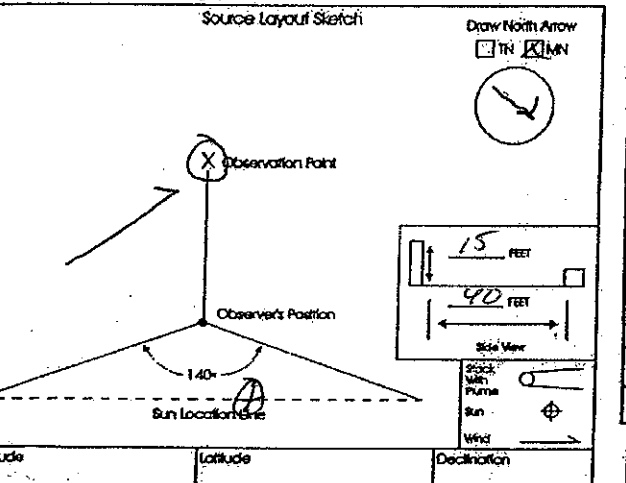 Source Layout Sketch
Draw North Arrow
TN X MN
X Observation Point
15 FEET
40 FEET
Observer's Position
Side View
140°
Stack
With
Plume
Sun Location Line
Sun
Wind
ude Latitude Declination